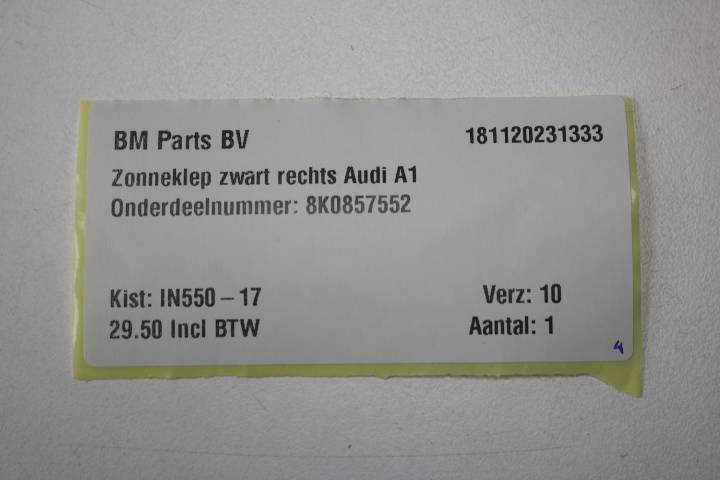 BM Parts BV 181120231333
Zonneklep zwart rechts Audi A1
Onderdeelnummer: 8K0857552
Kist: IN550 – 17 Verz: 10
29.50 Incl BTW Aantal: 1
4